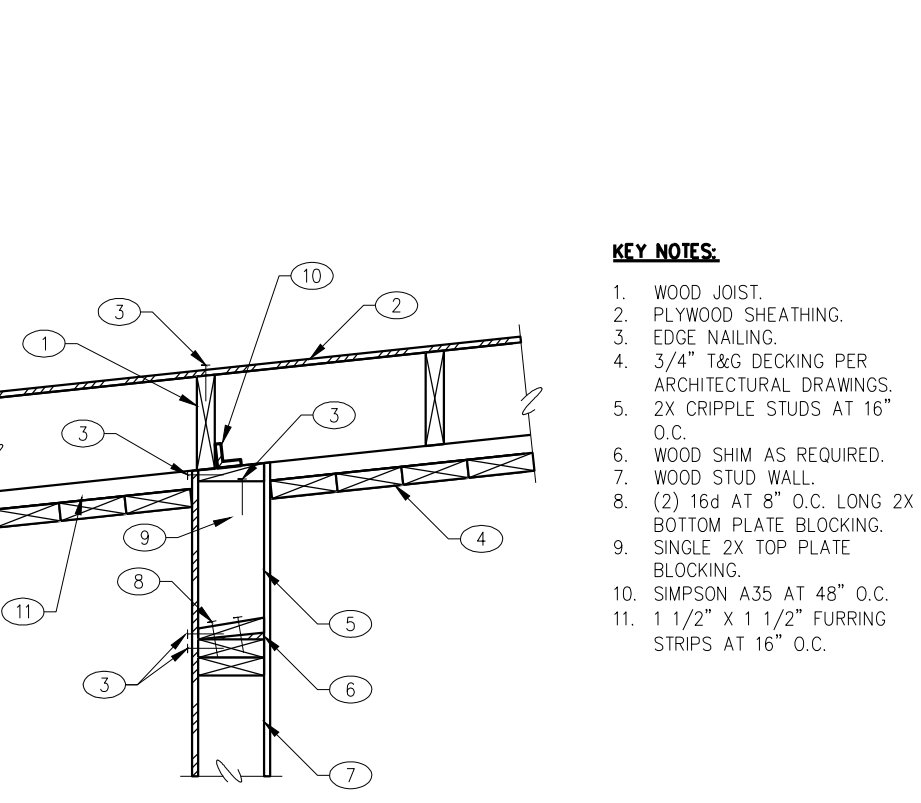 KEY NOTES:
1. WOOD JOIST.
2. PLYWOOD SHEATHING.
3. EDGE NAILING.
4. 3/4" T&G DECKING PER
ARCHITECTURAL DRAWINGS.
5. 2X CRIPPLE STUDS AT 16"
O.C.
6. WOOD SHIM AS REQUIRED.
7. WOOD STUD WALL.
8. (2) 16d AT 8" O.C. LONG 2X
BOTTOM PLATE BLOCKING.
9. SINGLE 2X TOP PLATE
BLOCKING.
10. SIMPSON A35 AT 48" O.C.
11. 1 1/2" X 1 1/2" FURRING
STRIPS AT 16" O.C.
10
3
2
1
3
3
9
4
8
11
5
3
6
7